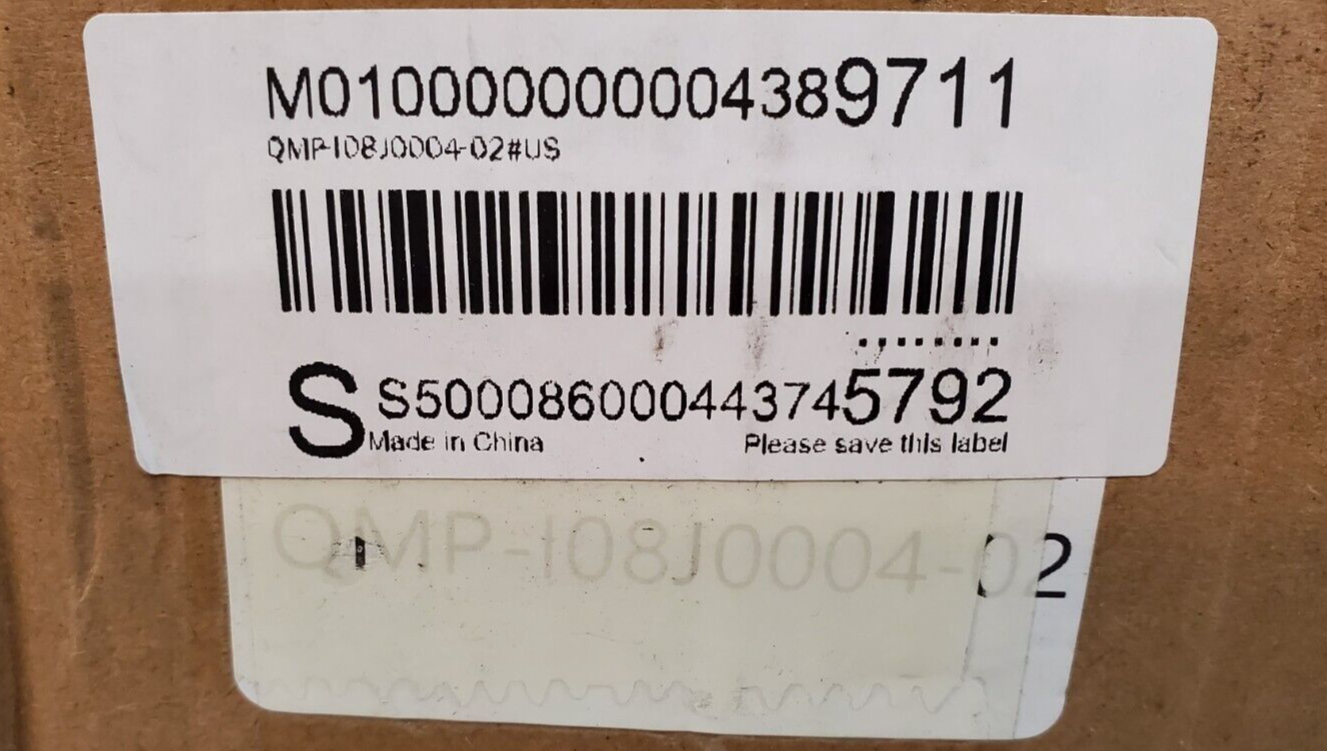 M0100000000004389711
QMP-I08J0004-02#US
S S5000860004437455792
Made in China Please save this label
QMP-I08J0004-02